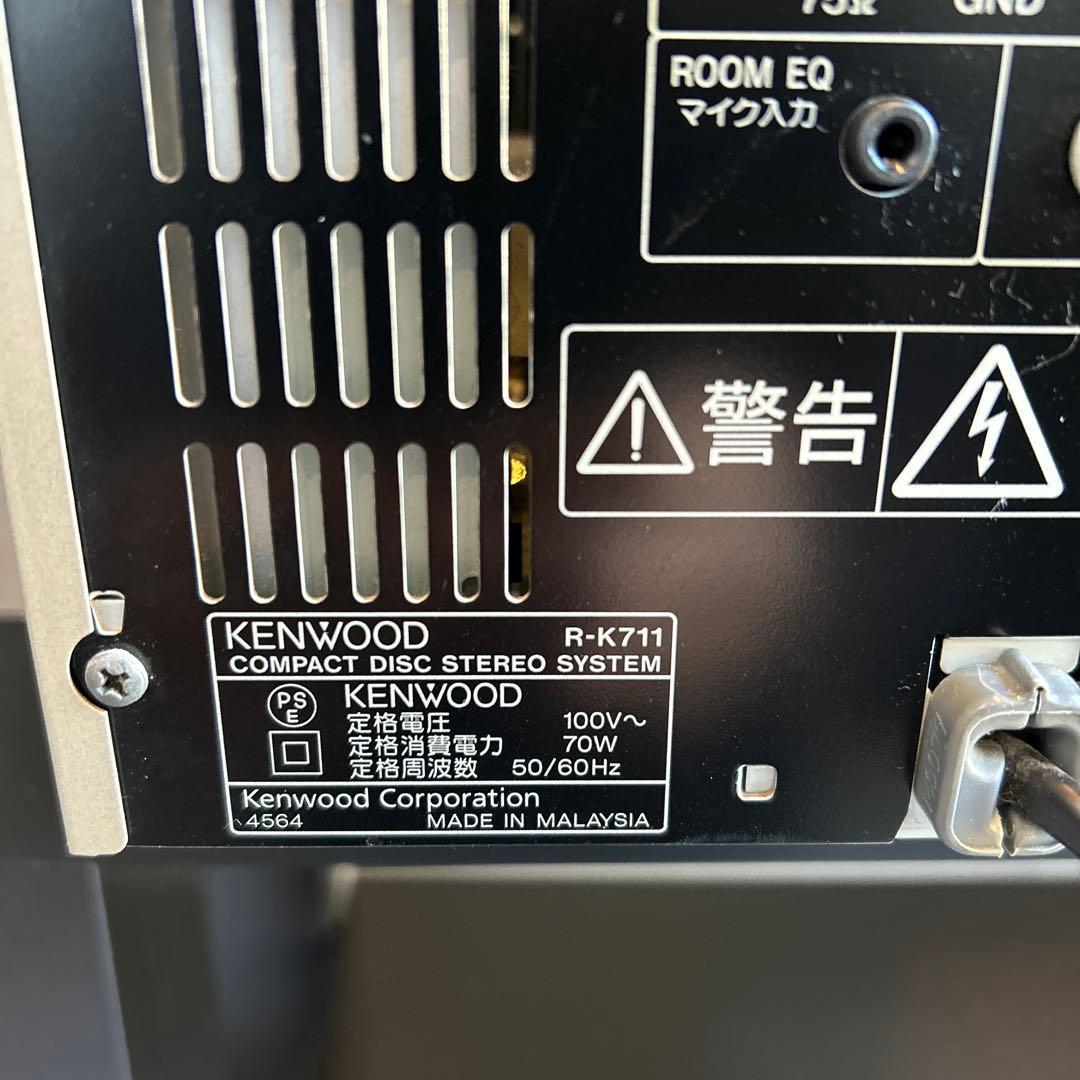 75Ω GND
ROOM EQ
マイク入力
警告
KENWOOD R-K711
COMPACT DISC STEREO SYSTEM
PS
E
KENWOOD
定格電圧 100V～
定格消費電力 70W
定格周波数 50/60Hz
Kenwood Corporation
4564 MADE IN MALAYSIA